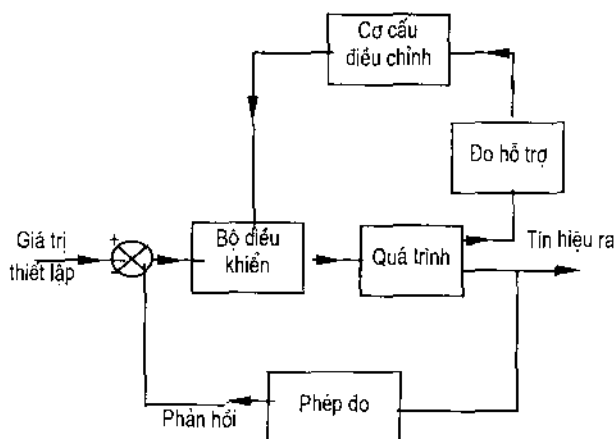 Cơ cấu
điều chỉnh
Đo hỗ trợ
Giá trị
thiết lập
+
Bộ điều
khiển
Quá trình
Tín hiệu ra
Phản hồi
Phép đo